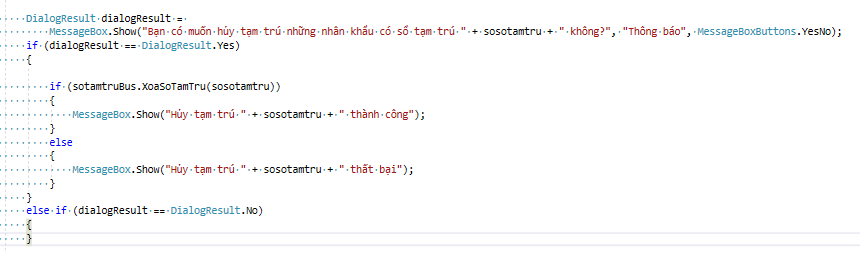 DialogResult dialogResult =
MessageBox.Show("Bạn có muốn hủy tạm trú những nhân khẩu có số tạm trú " + sosotamtru + " không?", "Thông báo", MessageBoxButtons.YesNo);
if (dialogResult == DialogResult.Yes)
{
if (sotamtruBus.XoaSoTamTru(sosotamtru))
{
MessageBox.Show("Hủy tạm trú " + sosotamtru + " thành công");
}
else
{
MessageBox.Show("Hủy tạm trú " + sosotamtru + " thất bại");
}
}
else if (dialogResult == DialogResult.No)
{
}